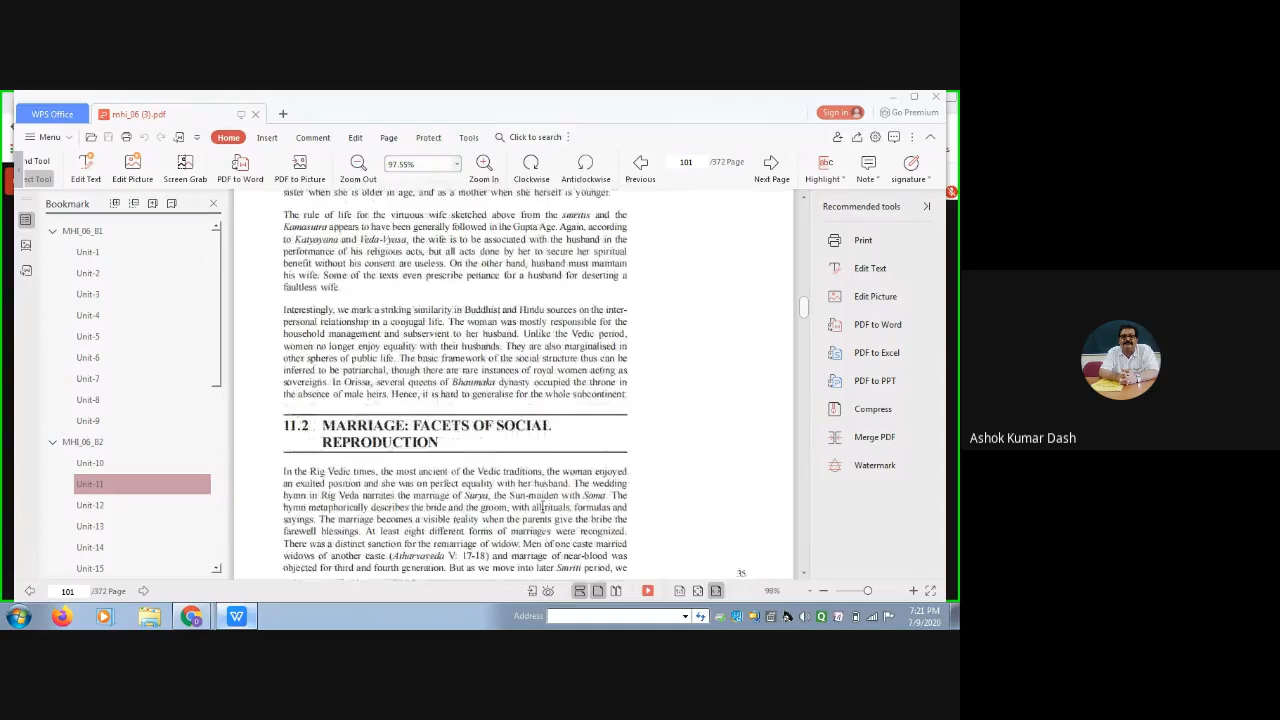 WPS Office
mhi_06 (3).pdf
Sign in
Go Premium
Menu
Home
Insert
Comment
Edit
Page
Protect
Tools
Click to search
nd Tool
ect Tool
Edit Text
Edit Picture
Screen Grab
PDF to Word
PDF to Picture
Zoom Out
97.55%
Zoom In
Clockwise
Anticlockwise
Previous
101
/372 Page
Next Page
Highlight
Note
signature
Bookmark
MHI_06_B1
Unit-1
Unit-2
Unit-3
Unit-4
Unit-5
Unit-6
Unit-7
Unit-8
Unit-9
MHI_06_B2
Unit-10
Unit-11
Unit-12
Unit-13
Unit-14
Unit-15
sister when she is older in age, and as a mother when she herself is younger.
The rule of life for the virtuous wife sketched above from the smritis and the
Kamasutra appears to have been generally followed in the Gupta Age. Again, according
to Katyayana and Veda-Vyasa, the wife is to be associated with the husband in the
performance of his religious acts, but all acts done by her to secure her spiritual
benefit without his consent are useless. On the other hand, husband must maintain
his wife. Some of the texts even prescribe penance for a husband for deserting a
faultless wife.
Interestingly, we mark a striking similarity in Buddhist and Hindu sources on the inter-
personal relationship in a conjugal life. The woman was mostly responsible for the
household management and subservient to her husband. Unlike the Vedic period,
women no longer enjoy equality with their husbands. They are also marginalised in
other spheres of public life. The basic framework of the social structure thus can be
inferred to be patriarchal, though there are rare instances of royal women acting as
sovereigns. In Orissa, several queens of Bhaumaka dynasty occupied the throne in
the absence of male heirs. Hence, it is hard to generalise for the whole subcontinent.
11.2 MARRIAGE: FACETS OF SOCIAL
REPRODUCTION
In the Rig Vedic times, the most ancient of the Vedic traditions, the woman enjoyed
an exalted position and she was on perfect equality with her husband. The wedding
hymn in Rig Veda narrates the marriage of Surya, the Sun-maiden with Soma. The
hymn metaphorically describes the bride and the groom, with all rituals, formulas and
sayings. The marriage becomes a visible reality when the parents give the bribe the
farewell blessings. At least eight different forms of marriages were recognized.
There was a distinct sanction for the remarriage of widow. Men of one caste married
widows of another caste (Atharvaveda V: 17-18) and marriage of near-blood was
objected for third and fourth generation. But as we move into later Smriti period, we
35
Recommended tools
Print
Edit Text
Edit Picture
PDF to Word
PDF to Excel
PDF to PPT
Compress
Merge PDF
Watermark
101
/372 Page
98%
Address
7:21 PM
7/9/2020
Ashok Kumar Dash